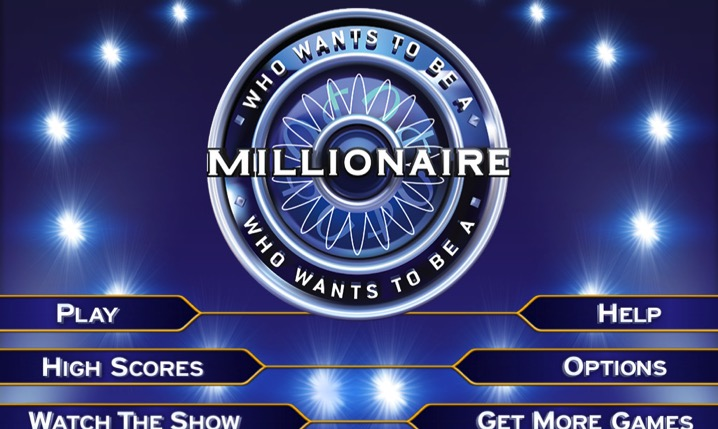 WHO WANTS TO BE A
MILLIONAIRE
WHO WANTS TO BE A
PLAY
HELP
HIGH SCORES
OPTIONS
WATCH THE SHOW
GET MORE GAMES